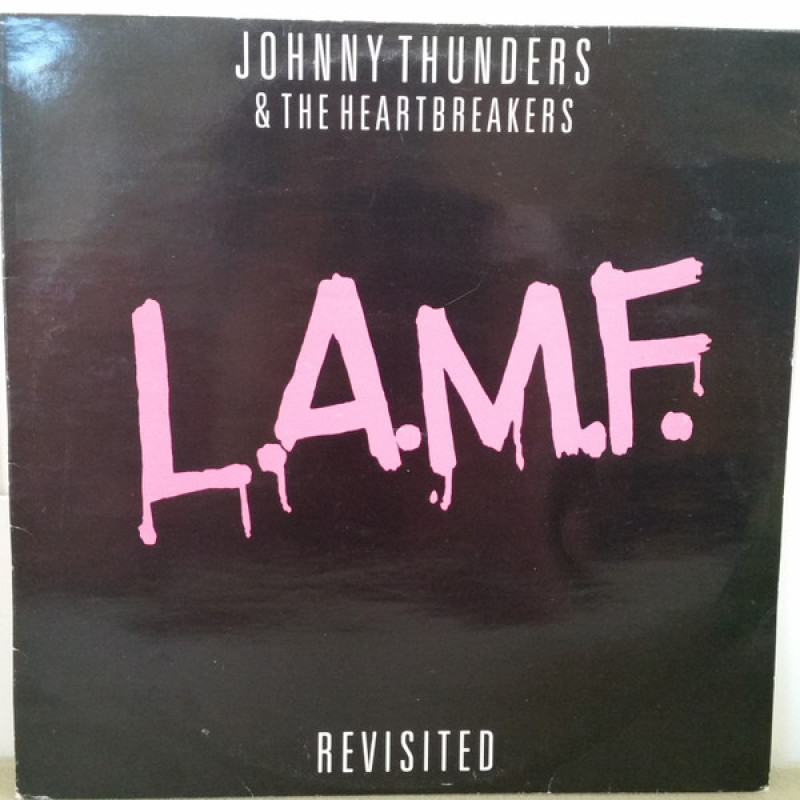 JOHNNY THUNDERS
& THE HEARTBREAKERS
L.A.M.F.
REVISITED